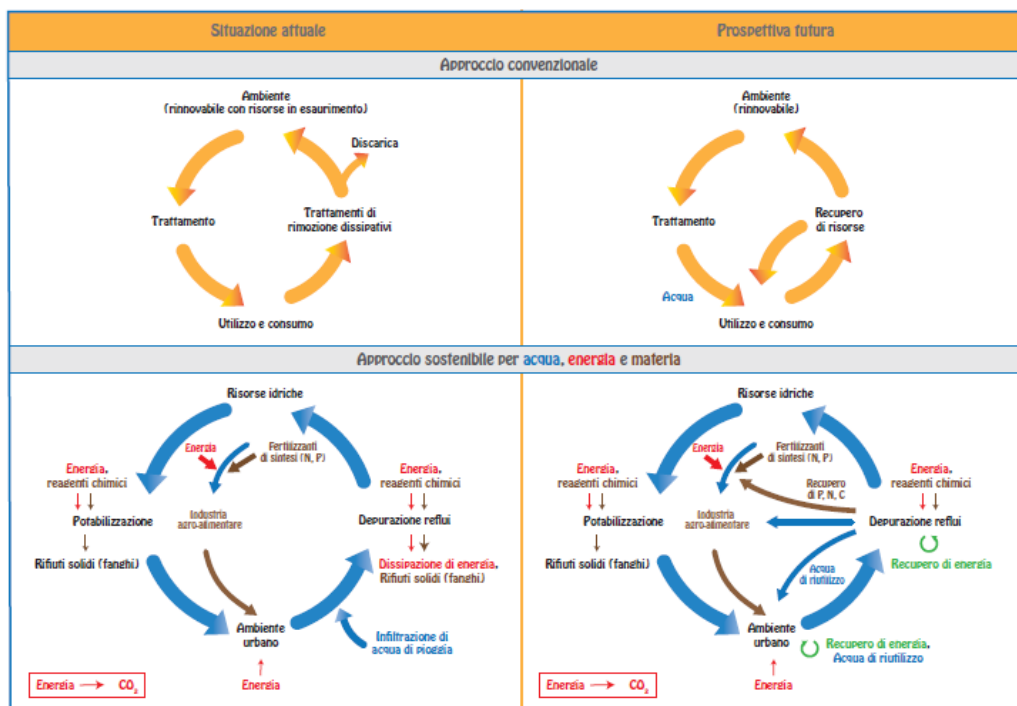 Situazione attuale
Prospettiva futura
Approccio convenzionale
Ambiente
(rinnovabile con risorse in esaurimento)
Discarica
Trattamento
Trattamenti di
rimozione dissipativi
Utilizzo e consumo
Ambiente
(rinnovabile)
Trattamento
Recupero
di risorse
Acqua
Utilizzo e consumo
Approccio sostenibile per acqua, energia e materia
Risorse idriche
Energia
Fertilizzanti
di sintesi (N, P)
Energia,
reagenti chimici
Energia,
reagenti chimici
Potabilizzazione
Industria
agro-alimentare
Depurazione reflui
Rifiuti solidi (fanghi)
Dissipazione di energia,
Rifiuti solidi (fanghi)
Ambiente
urbano
Infiltrazione di
acqua di pioggia
Energia → CO2
Energia
Risorse idriche
Energia
Fertilizzanti
di sintesi (N, P)
Energia,
reagenti chimici
Energia,
reagenti chimici
Recupero
di P, N, C
Potabilizzazione
Industria
agro-alimentare
Depurazione reflui
Rifiuti solidi (fanghi)
Recupero di energia
Acqua
di riutilizzo
Ambiente
urbano
Recupero di energia,
Acqua di riutilizzo
Energia → CO2
Energia